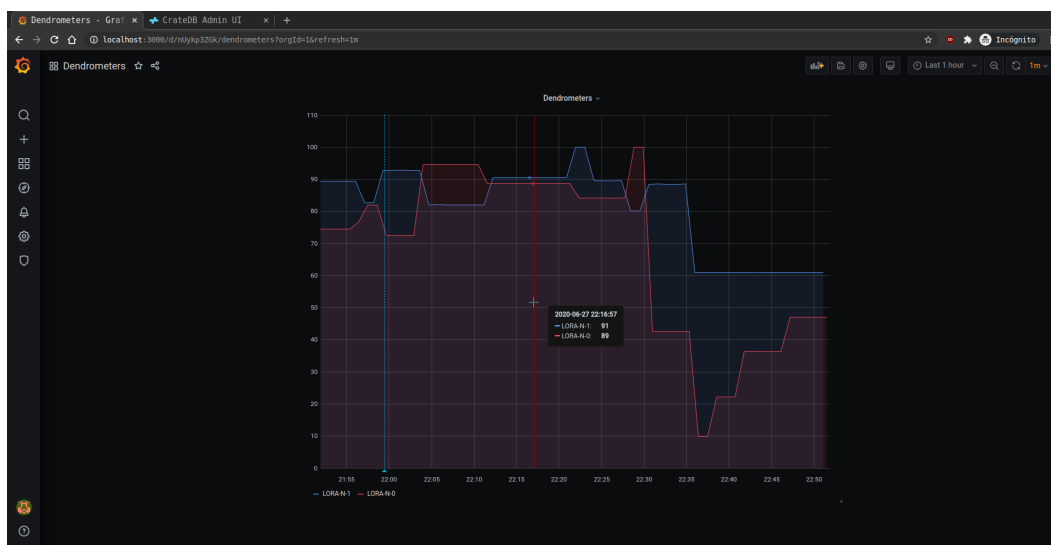 Dendrometers - Graf
CrateDB Admin UI
localhost:3000/d/nUykp3ZGk/dendrometers?orgId=1&refresh=1m
Incógnito
Dendrometers
Last 1 hour
1m
Dendrometers
110
100
90
80
70
60
50
40
30
20
10
0
2020-06-27 22:16:57
LORA-N-1: 91
LORA-N-0: 89
21:55 22:00 22:05 22:10 22:15 22:20 22:25 22:30 22:35 22:40 22:45 22:50
LORA-N-1 LORA-N-0